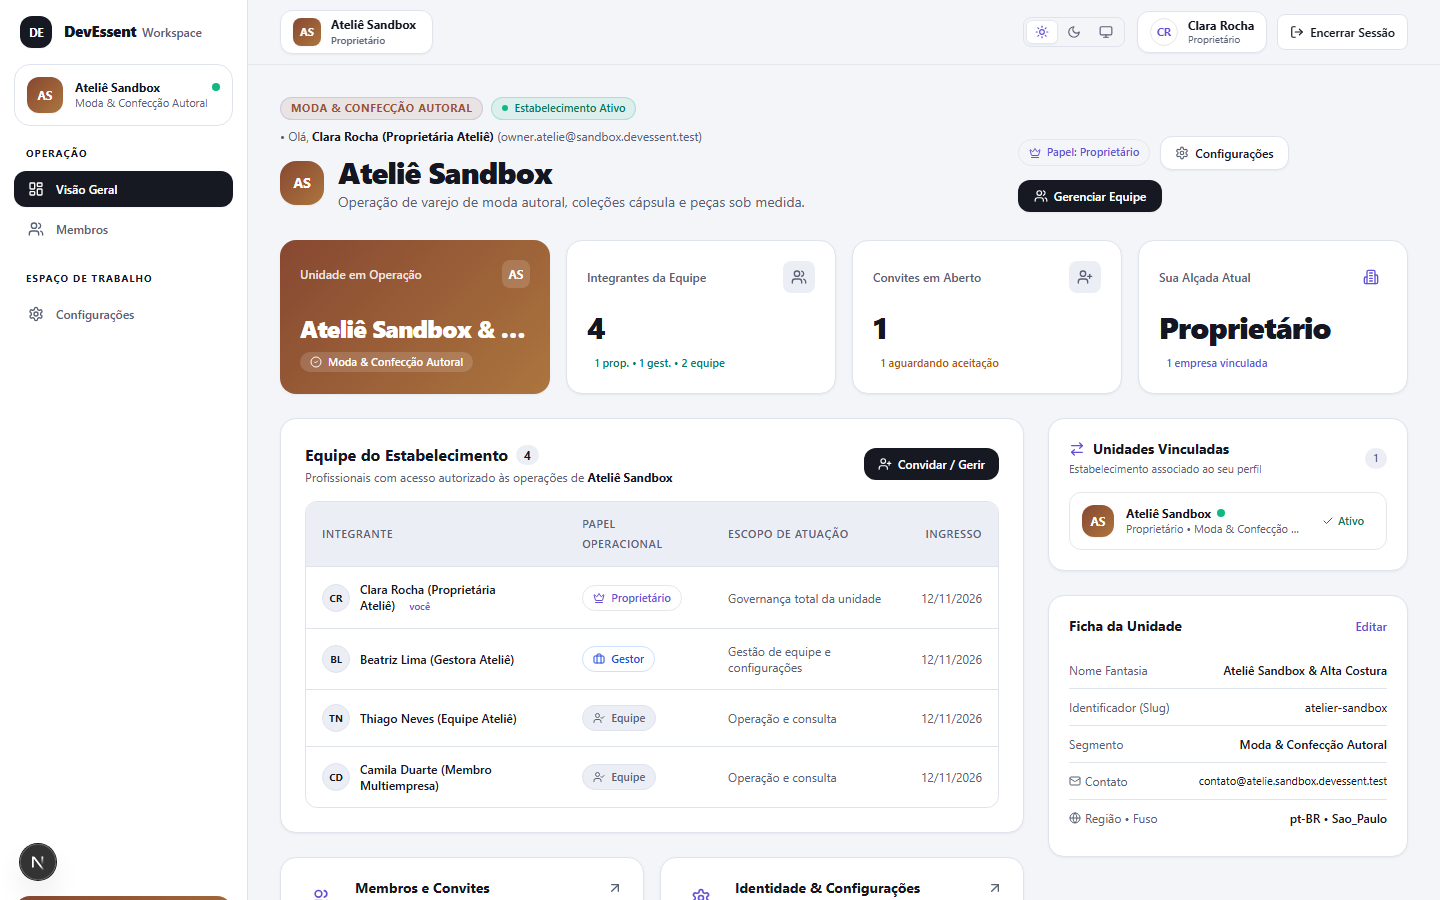 DE DevEssent Workspace
AS Ateliê Sandbox
Moda & Confecção Autoral
OPERAÇÃO
Visão Geral
Membros
ESPAÇO DE TRABALHO
Configurações
N
AS Ateliê Sandbox
Proprietário
CR Clara Rocha
Proprietário
Encerrar Sessão
MODA & CONFECÇÃO AUTORAL
Estabelecimento Ativo
• Olá, Clara Rocha (Proprietária Ateliê) (owner.atelie@sandbox.devessent.test)
AS Ateliê Sandbox
Operação de varejo de moda autoral, coleções cápsula e peças sob medida.
Papel: Proprietário
Configurações
Gerenciar Equipe
Unidade em Operação AS
Ateliê Sandbox & ...
Moda & Confecção Autoral
Integrantes da Equipe
4
1 prop. • 1 gest. • 2 equipe
Convites em Aberto
1
1 aguardando aceitação
Sua Alçada Atual
Proprietário
1 empresa vinculada
Equipe do Estabelecimento 4
Profissionais com acesso autorizado às operações de Ateliê Sandbox
Convidar / Gerir
INTEGRANTE PAPEL OPERACIONAL ESCOPO DE ATUAÇÃO INGRESSO
CR Clara Rocha (Proprietária Ateliê) você Proprietário Governança total da unidade 12/11/2026
BL Beatriz Lima (Gestora Ateliê) Gestor Gestão de equipe e configurações 12/11/2026
TN Thiago Neves (Equipe Ateliê) Equipe Operação e consulta 12/11/2026
CD Camila Duarte (Membro Multiempresa) Equipe Operação e consulta 12/11/2026
Membros e Convites
Identidade & Configurações
Unidades Vinculadas
Estabelecimento associado ao seu perfil
1
AS Ateliê Sandbox
Proprietário • Moda & Confecção ...
Ativo
Ficha da Unidade Editar
Nome Fantasia Ateliê Sandbox & Alta Costura
Identificador (Slug) atelier-sandbox
Segmento Moda & Confecção Autoral
Contato contato@atelie.sandbox.devessent.test
Região • Fuso pt-BR • Sao_Paulo